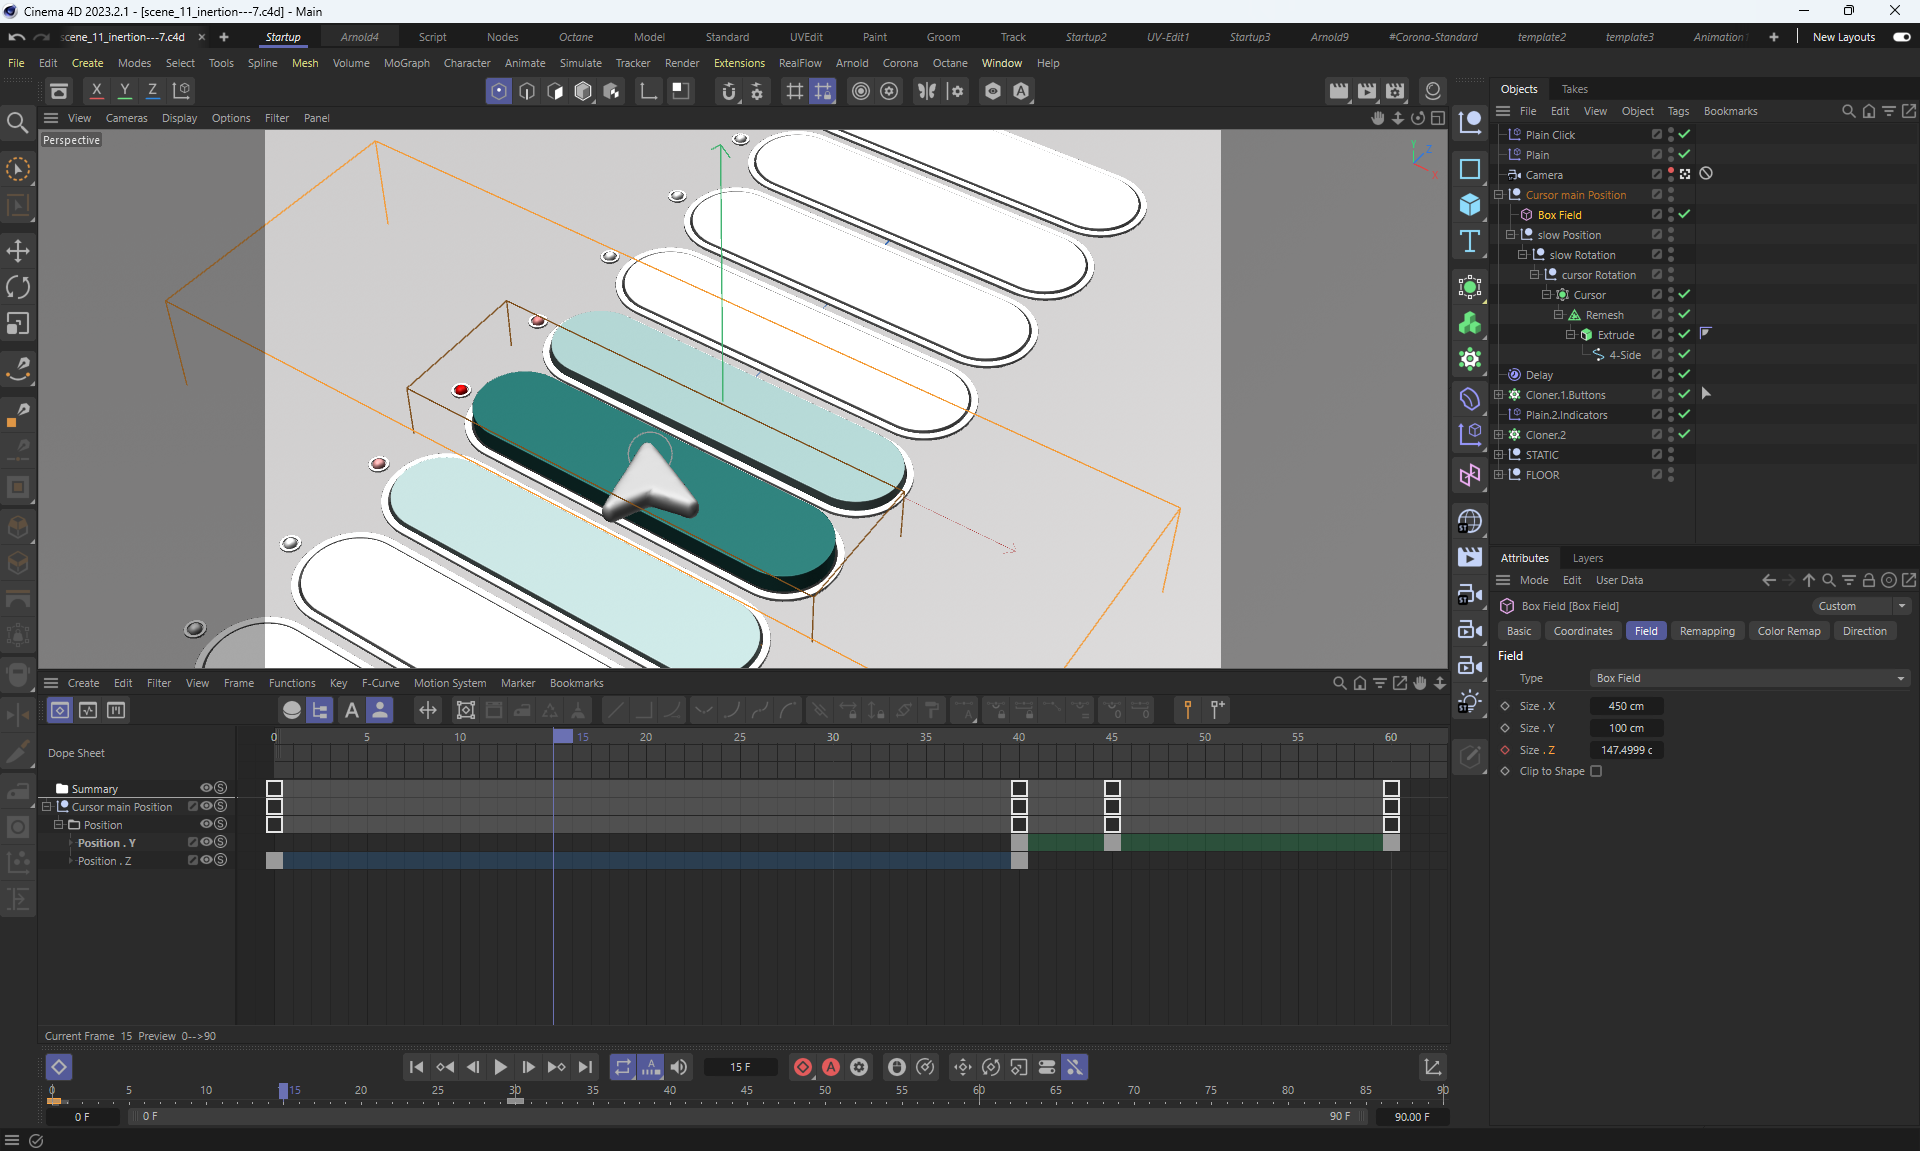 Cinema 4D 2023.2.1 - [scene_11_inertion---7.c4d] - Main
scene_11_inertion---7.c4d
Startup Arnold4 Script Nodes Octane Model Standard UVEdit Paint Groom Track Startup2 UV-Edit1 Startup3 Arnold9 #Corona-Standard template2 template3 Animation New Layouts
File Edit Create Modes Select Tools Spline Mesh Volume MoGraph Character Animate Simulate Tracker Render Extensions RealFlow Arnold Corona Octane Window Help
X Y Z
Objects Takes
View Cameras Display Options Filter Panel
File Edit View Object Tags Bookmarks
Perspective
Y Z X
Plain Click
Plain
Camera
Cursor main Position
Box Field
slow Position
slow Rotation
cursor Rotation
Cursor
Remesh
Extrude
4-Side
Delay
Cloner.1.Buttons
Plain.2.Indicators
Cloner.2
STATIC
FLOOR
Attributes Layers
Mode Edit User Data
Box Field [Box Field] Custom
Basic Coordinates Field Remapping Color Remap Direction
Field
Type Box Field
Size . X 450 cm
Size . Y 100 cm
Size . Z 147.4999 c
Clip to Shape
Create Edit Filter View Frame Functions Key F-Curve Motion System Marker Bookmarks
0 5 10 15 20 25 30 35 40 45 50 55 60
Dope Sheet
Summary
Cursor main Position
Position
Position . Y
Position . Z
Current Frame 15 Preview 0-->90
15 F
0 5 10 15 20 25 30 35 40 45 50 55 60 65 70 75 80 85 90
0 F 0 F 90 F 90.00 F